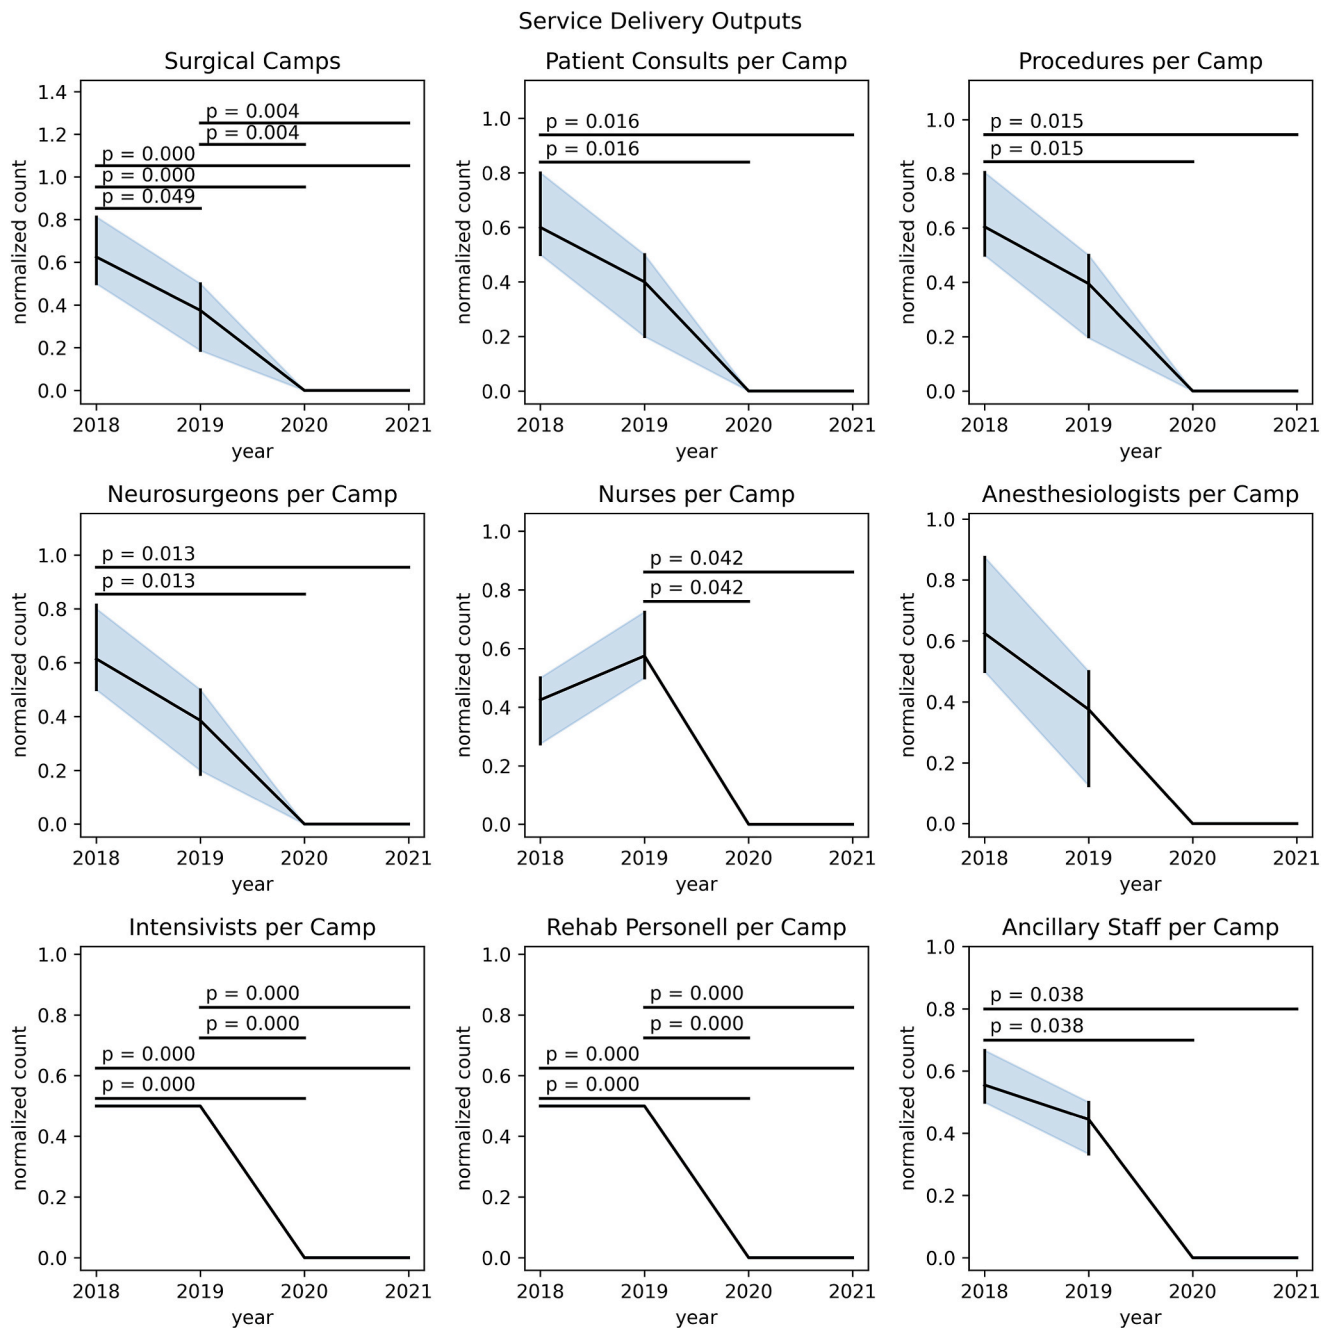 Service Delivery Outputs
Surgical Camps
1.4
1.2
1.0
0.8
0.6
0.4
0.2
0.0
normalized count
p = 0.004
p = 0.004
p = 0.000
p = 0.000
p = 0.049
2018 2019 2020 2021
year
Patient Consults per Camp
1.0
0.8
0.6
0.4
0.2
0.0
normalized count
p = 0.016
p = 0.016
2018 2019 2020 2021
year
Procedures per Camp
1.0
0.8
0.6
0.4
0.2
0.0
normalized count
p = 0.015
p = 0.015
2018 2019 2020 2021
year
Neurosurgeons per Camp
1.0
0.8
0.6
0.4
0.2
0.0
normalized count
p = 0.013
p = 0.013
2018 2019 2020 2021
year
Nurses per Camp
1.0
0.8
0.6
0.4
0.2
0.0
normalized count
p = 0.042
p = 0.042
2018 2019 2020 2021
year
Anesthesiologists per Camp
1.0
0.8
0.6
0.4
0.2
0.0
normalized count
2018 2019 2020 2021
year
Intensivists per Camp
1.0
0.8
0.6
0.4
0.2
0.0
normalized count
p = 0.000
p = 0.000
p = 0.000
p = 0.000
2018 2019 2020 2021
year
Rehab Personell per Camp
1.0
0.8
0.6
0.4
0.2
0.0
normalized count
p = 0.000
p = 0.000
p = 0.000
p = 0.000
2018 2019 2020 2021
year
Ancillary Staff per Camp
1.0
0.8
0.6
0.4
0.2
0.0
normalized count
p = 0.038
p = 0.038
2018 2019 2020 2021
year